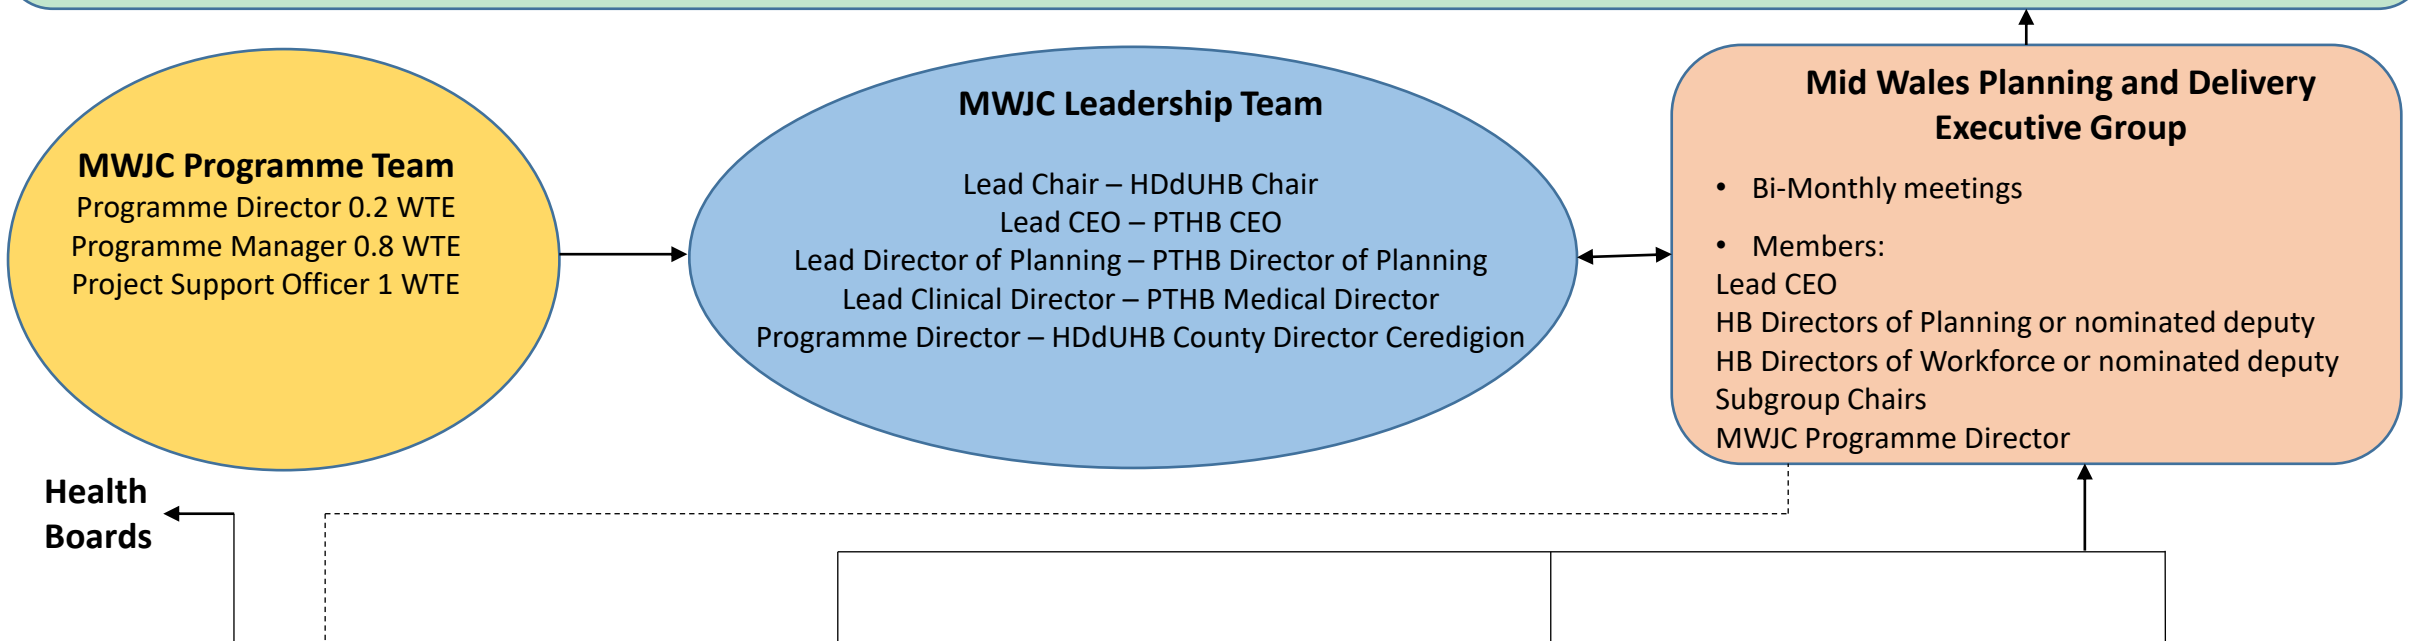 MWJC Programme Team
Programme Director 0.2 WTE
Programme Manager 0.8 WTE
Project Support Officer 1 WTE
MWJC Leadership Team
Lead Chair – HDdUHB Chair
Lead CEO – PTHB CEO
Lead Director of Planning – PTHB Director of Planning
Lead Clinical Director – PTHB Medical Director
Programme Director – HDdUHB County Director Ceredigion
Mid Wales Planning and Delivery
Executive Group
• Bi-Monthly meetings
• Members:
Lead CEO
HB Directors of Planning or nominated deputy
HB Directors of Workforce or nominated deputy
Subgroup Chairs
MWJC Programme Director
Health
Boards